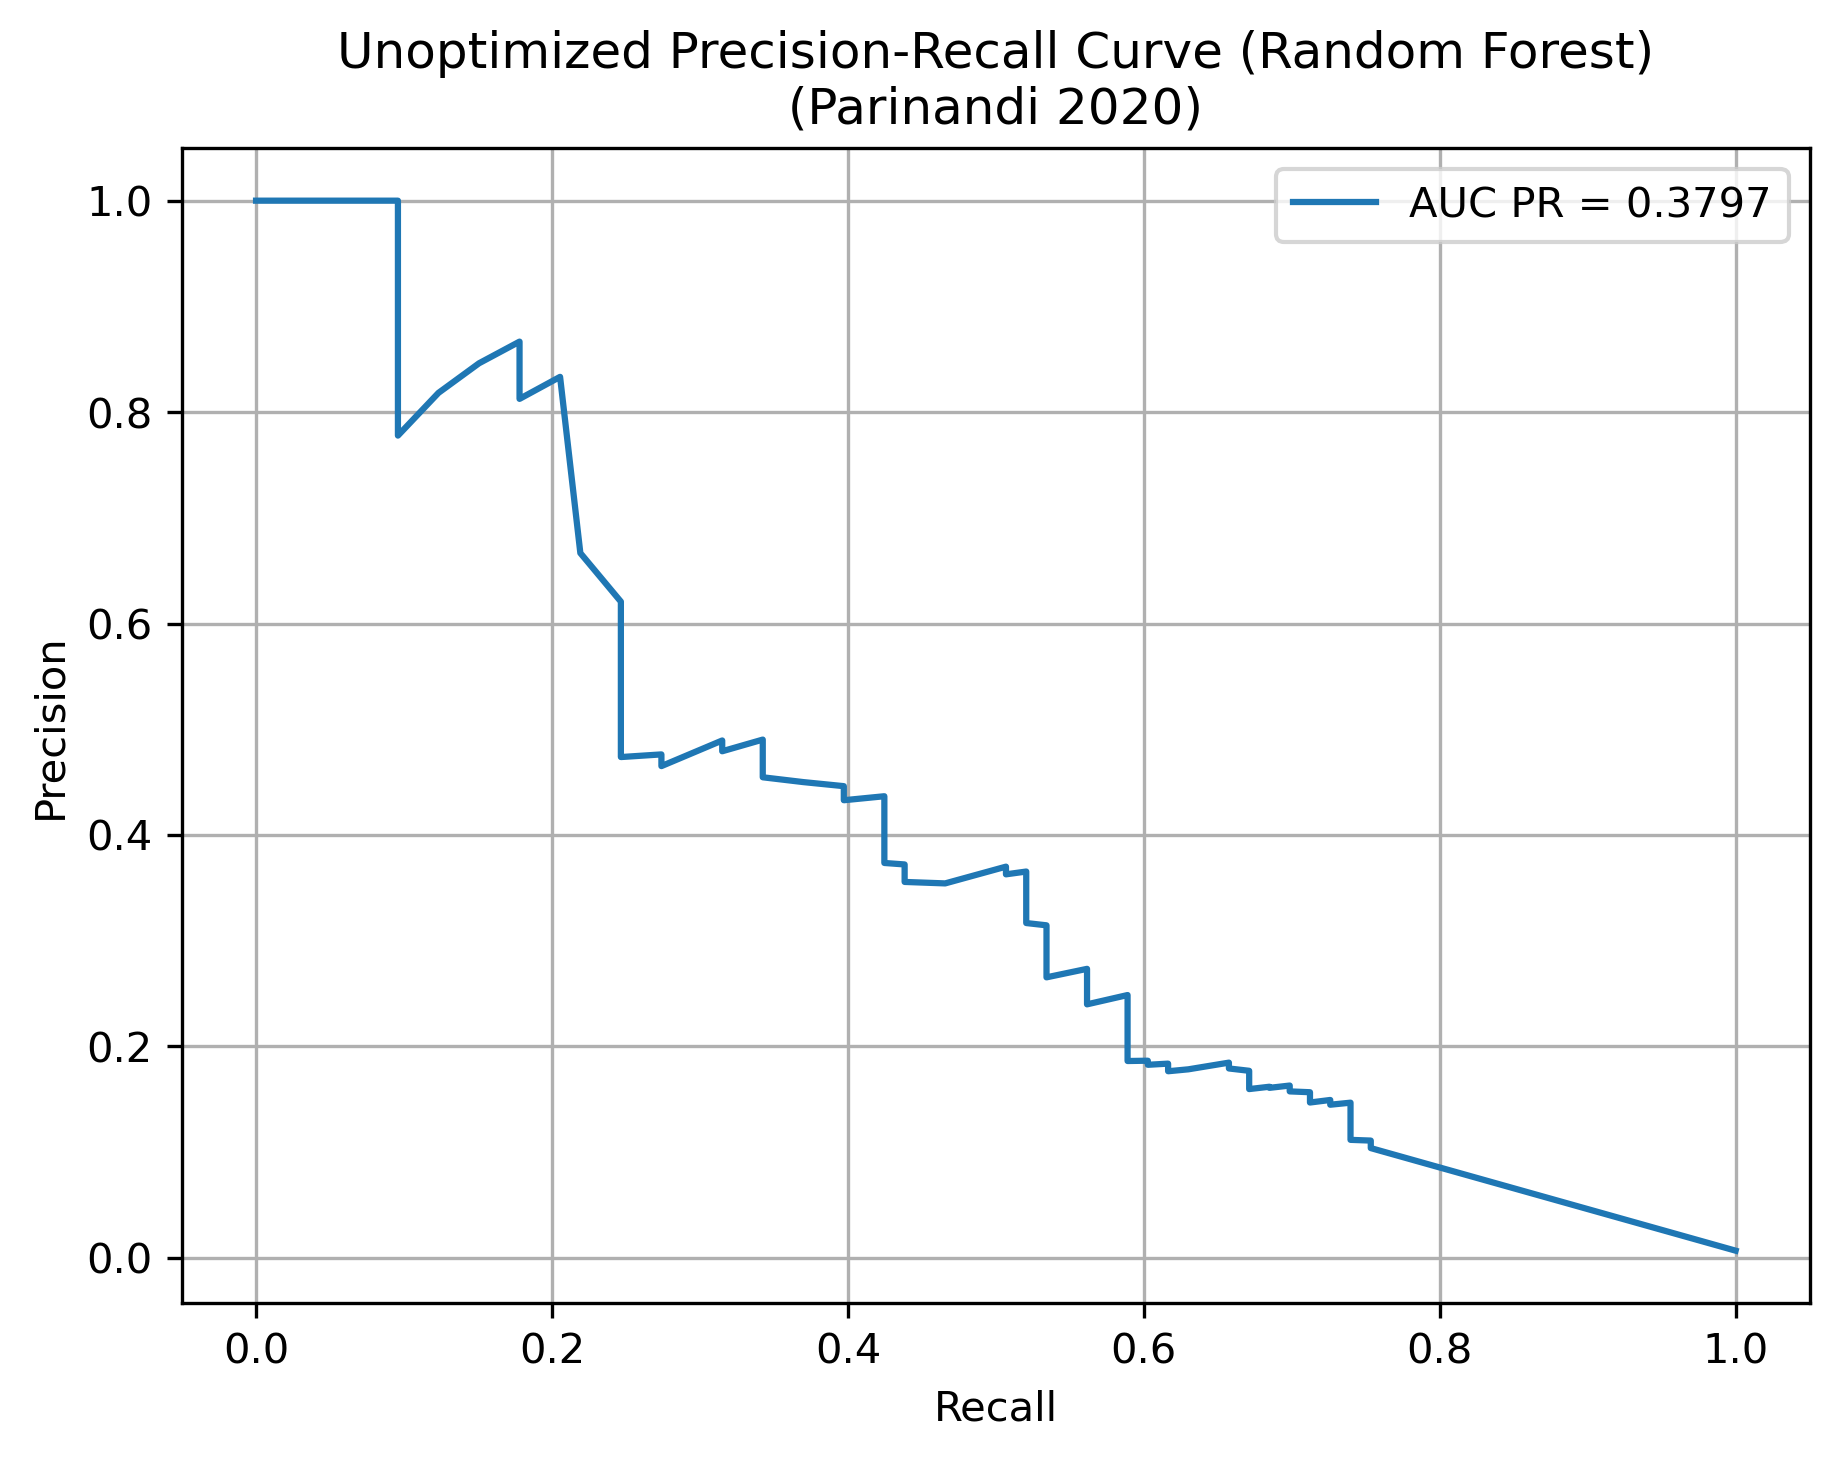 Unoptimized Precision-Recall Curve (Random Forest)
(Parinandi 2020)
AUC PR = 0.3797
Precision
1.0
0.8
0.6
0.4
0.2
0.0
0.0 0.2 0.4 0.6 0.8 1.0
Recall